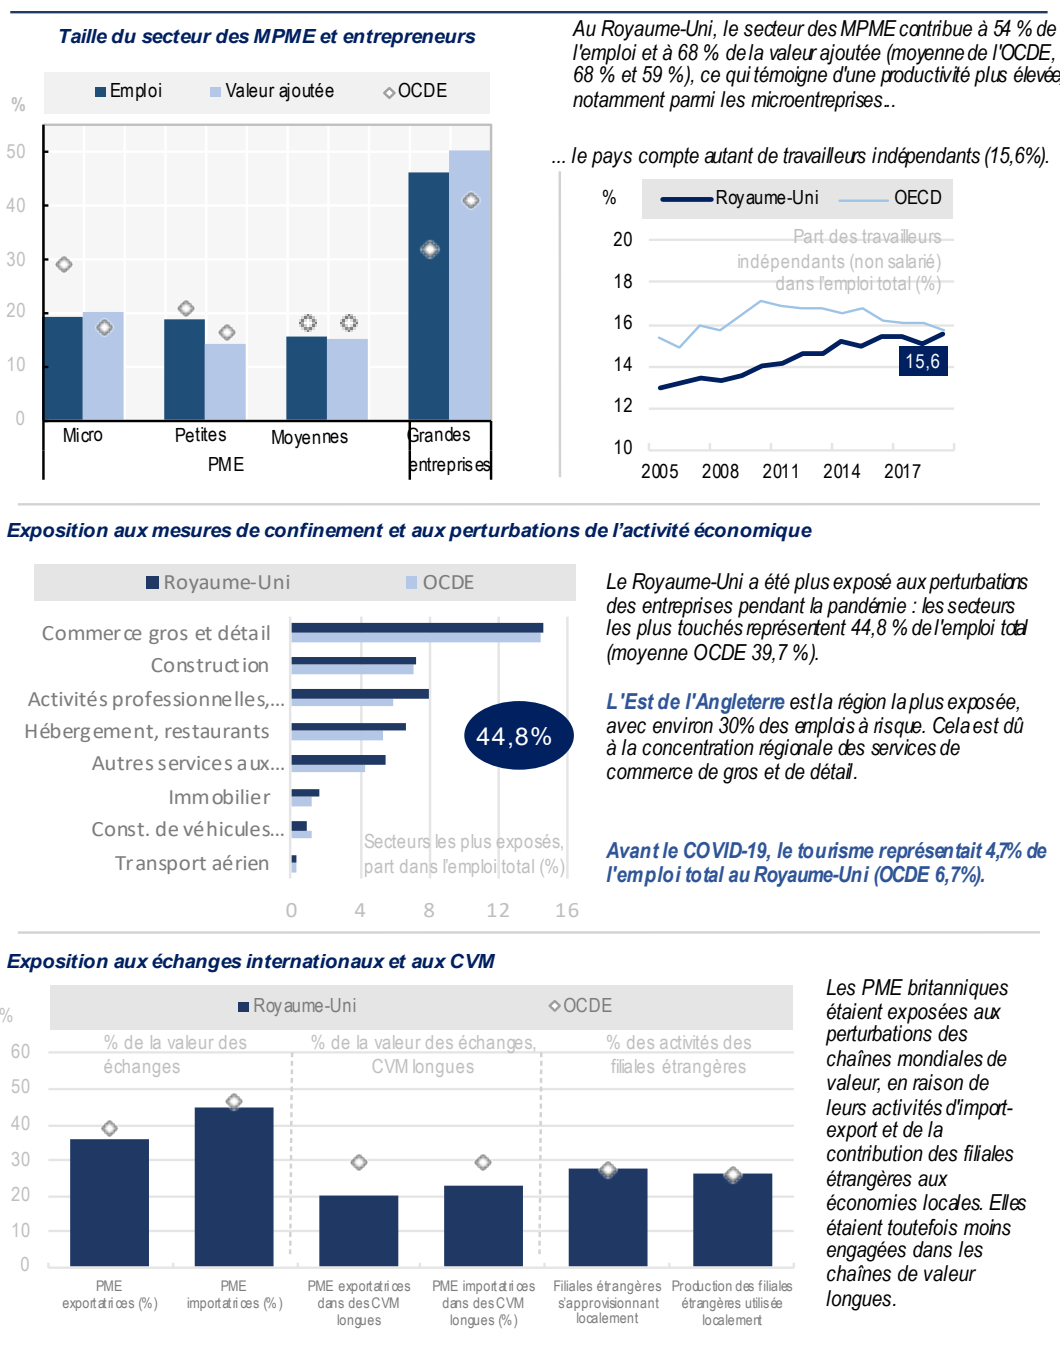 Taille du secteur des MPME et entrepreneurs
Au Royaume-Uni, le secteur des MPME contribue à 54 % de
l'emploi et à 68 % de la valeur ajoutée (moyenne de l'OCDE,
68 % et 59 %), ce qui témoigne d'une productivité plus élevée,
notamment parmi les microentreprises...
Emploi Valeur ajoutée OCDE
%
50
40
30
20
10
0
Micro Petites Moyennes Grandes
PME entreprises
... le pays compte autant de travailleurs indépendants (15,6%).
% Royaume-Uni OECD
Part des travailleurs
indépendants (non salarié)
dans l'emploi total (%)
20
18
16
14
12
10
15,6
2005 2008 2011 2014 2017
Exposition aux mesures de confinement et aux perturbations de l'activité économique
Royaume-Uni OCDE
Commerce gros et détail
Construction
Activités professionnelles,...
Hébergement, restaurants
Autres services aux...
Immobilier
Const. de véhicules...
Transport aérien
44,8%
Secteurs les plus exposés,
part dans l'emploi total (%)
0 4 8 12 16
Le Royaume-Uni a été plus exposé aux perturbations
des entreprises pendant la pandémie : les secteurs
les plus touchés représentent 44,8 % de l'emploi total
(moyenne OCDE 39,7 %).
L'Est de l'Angleterre est la région la plus exposée,
avec environ 30% des emplois à risque. Cela est dû
à la concentration régionale des services de
commerce de gros et de détail.
Avant le COVID-19, le tourisme représentait 4,7% de
l'emploi total au Royaume-Uni (OCDE 6,7%).
Exposition aux échanges internationaux et aux CVM
Royaume-Uni OCDE
%
% de la valeur des
échanges
% de la valeur des échanges,
CVM longues
% des activités des
filiales étrangères
60
50
40
30
20
10
0
PME
exportatrices (%)
PME
importatrices (%)
PME exportatrices
dans des CVM
longues
PME importatrices
dans des CVM
longues (%)
Filiales étrangères
s'approvisionnant
localement
Production des filiales
étrangères utilisée
localement
Les PME britanniques
étaient exposées aux
perturbations des
chaînes mondiales de
valeur, en raison de
leurs activités d'import-
export et de la
contribution des filiales
étrangères aux
économies locales. Elles
étaient toutefois moins
engagées dans les
chaînes de valeur
longues.